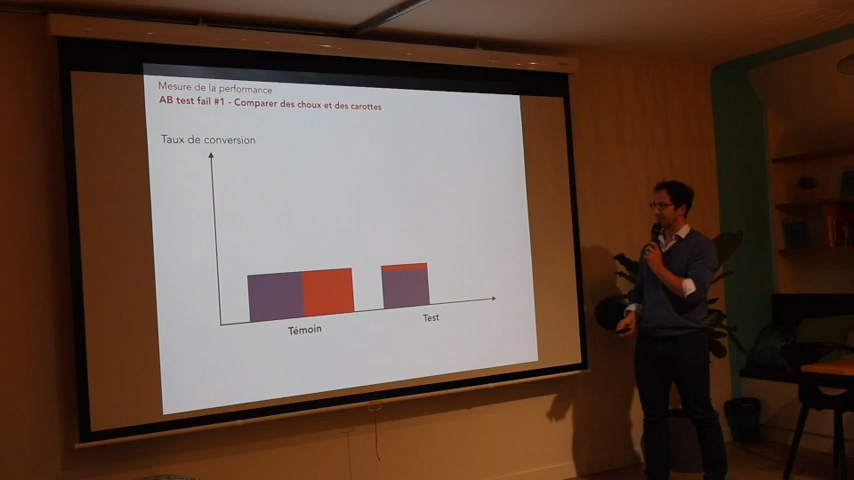 Mesure de la performance
AB test fail #1 - Comparer des choux et des carottes
Taux de conversion
Témoin
Test